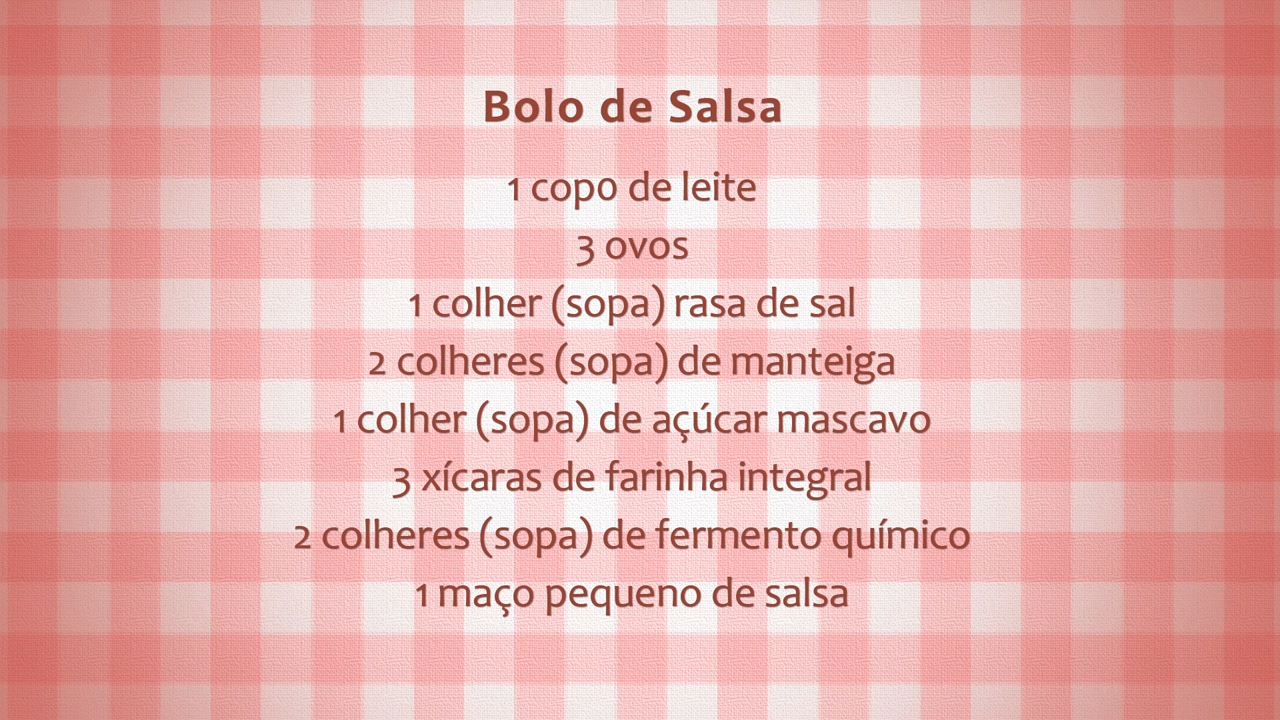 Bolo de Salsa
1 copo de leite
3 ovos
1 colher (sopa) rasa de sal
2 colheres (sopa) de manteiga
1 colher (sopa) de açúcar mascavo
3 xícaras de farinha integral
2 colheres (sopa) de fermento químico
1 maço pequeno de salsa